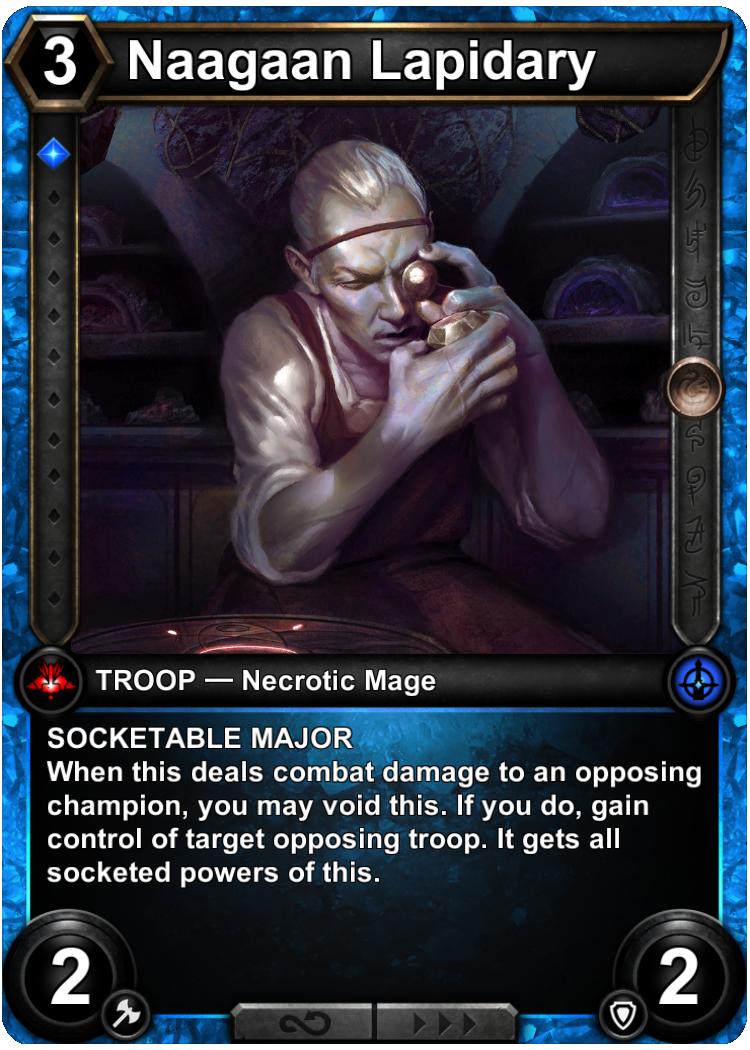 3 Naagaan Lapidary
TROOP — Necrotic Mage
SOCKETABLE MAJOR
When this deals combat damage to an opposing
champion, you may void this. If you do, gain
control of target opposing troop. It gets all
socketed powers of this.
2 2